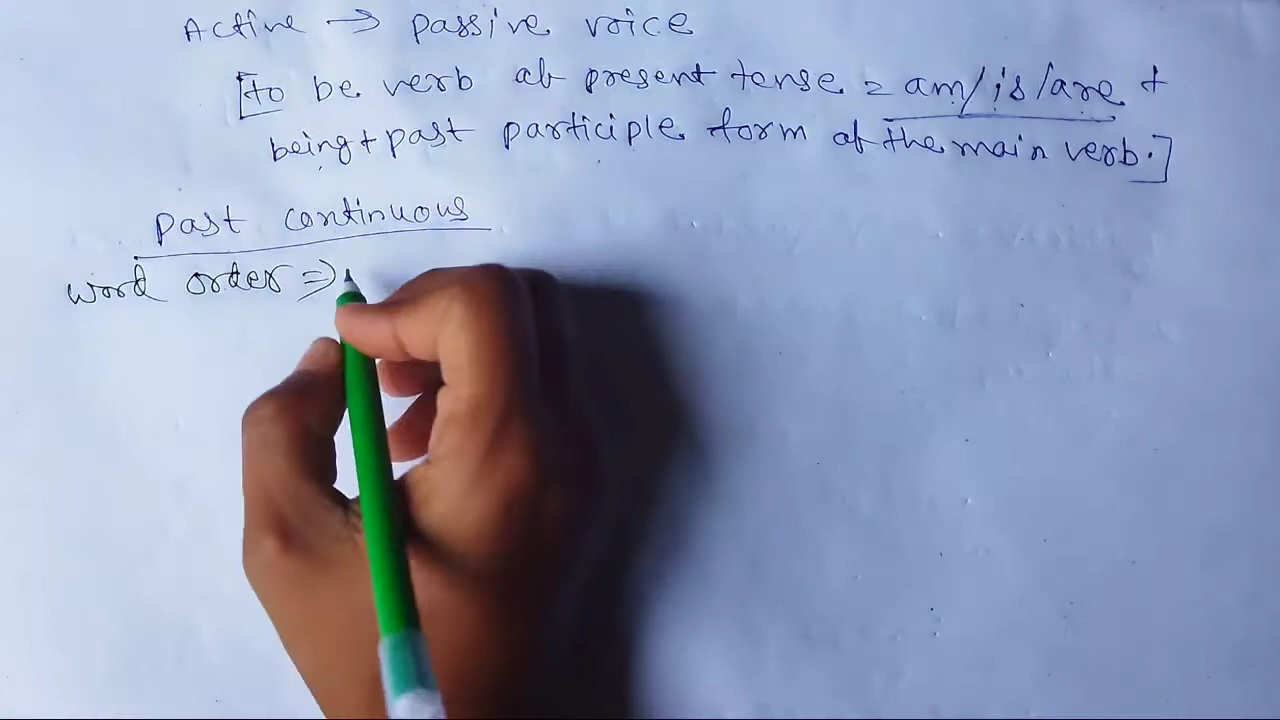 Active → passive voice
[To be verb of present tense = am/is/are +
being + past participle form of the main verb.]
Past continuous
word order ⇒